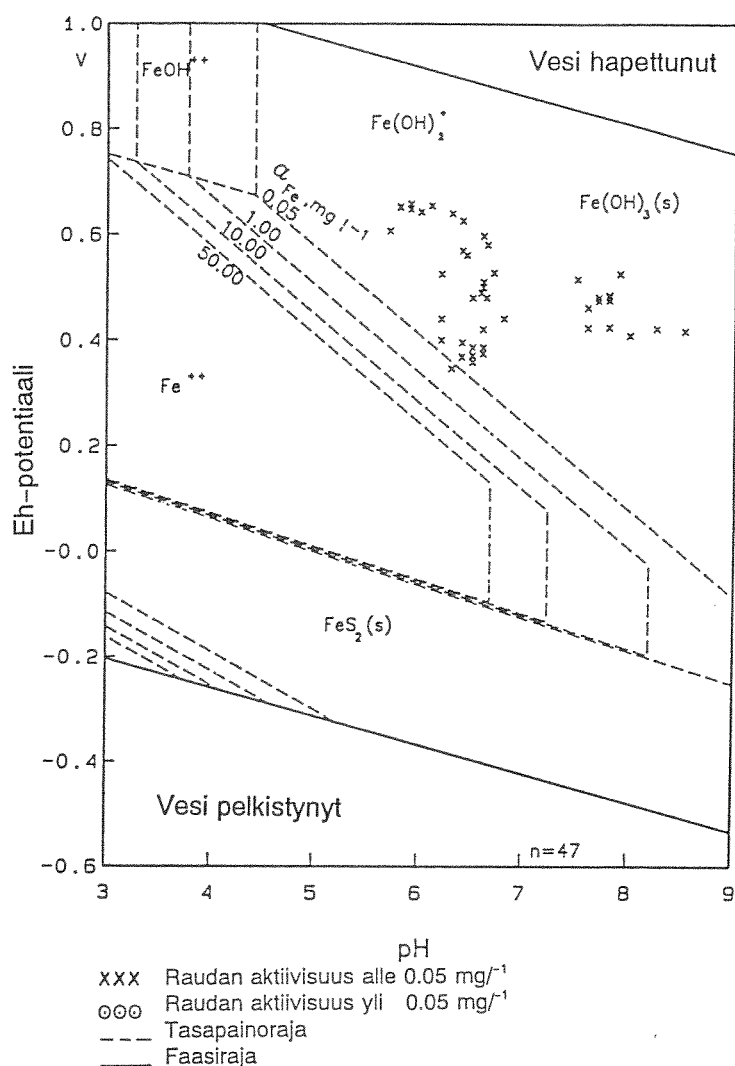 1.0
V
FeOH++
Vesi hapettunut
Fe(OH)2+
0.8
αFe, mg l-1
0.05
1.00
10.00
50.00
Fe(OH)3(s)
0.6
0.4
Fe++
0.2
Eh-potentiaali
-0.0
FeS2(s)
-0.2
-0.4
Vesi pelkistynyt
n=47
-0.6
3 4 5 6 7 8 9
pH
xxx Raudan aktiivisuus alle 0.05 mg/-1
ooo Raudan aktiivisuus yli 0.05 mg/-1
Tasapainoraja
Faasiraja